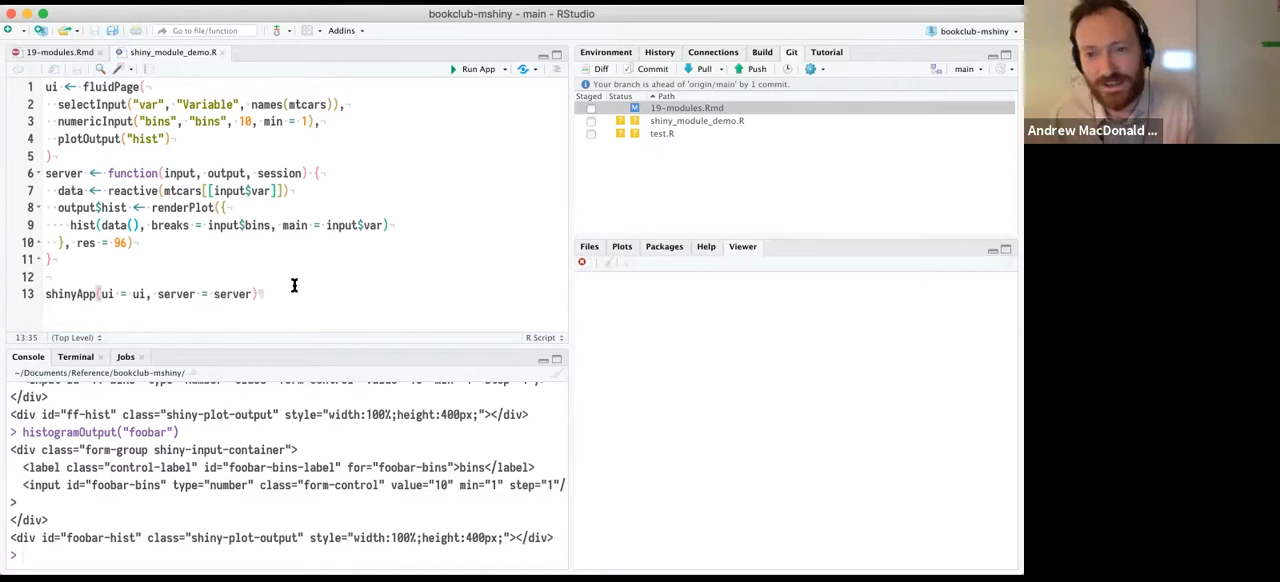 bookclub-mshiny - main - RStudio
Go to file/function
Addins
bookclub-mshiny
19-modules.Rmd
shiny_module_demo.R
Run App
1 ui <- fluidPage(
2 selectInput("var", "Variable", names(mtcars)),
3 numericInput("bins", "bins", 10, min = 1),
4 plotOutput("hist")
5 )
6 server <- function(input, output, session) {
7 data <- reactive(mtcars[[input$var]])
8 output$hist <- renderPlot({
9 hist(data(), breaks = input$bins, main = input$var)
10 }, res = 96)
11 }
12
13 shinyApp(ui = ui, server = server)
13:35 (Top Level) R Script
Console Terminal Jobs
~/Documents/Reference/bookclub-mshiny/
</div>
<div id="ff-hist" class="shiny-plot-output" style="width:100%;height:400px;"></div>
> histogramOutput("foobar")
<div class="form-group shiny-input-container">
<label class="control-label" id="foobar-bins-label" for="foobar-bins">bins</label>
<input id="foobar-bins" type="number" class="form-control" value="10" min="1" step="1"/
>
</div>
<div id="foobar-hist" class="shiny-plot-output" style="width:100%;height:400px;"></div>
>
Environment History Connections Build Git Tutorial
Diff Commit Pull Push main
Your branch is ahead of 'origin/main' by 1 commit.
Staged Status Path
M 19-modules.Rmd
? ? shiny_module_demo.R
? ? test.R
Files Plots Packages Help Viewer
Andrew MacDonald ...